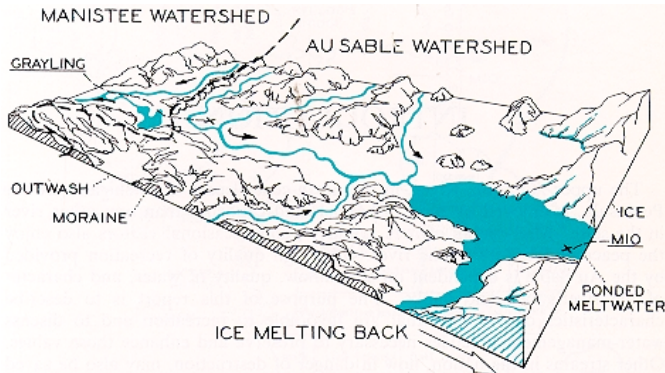 MANISTEE WATERSHED
AU SABLE WATERSHED
GRAYLING
OUTWASH
MORAINE
ICE
MIO
PONDED
MELTWATER
ICE MELTING BACK